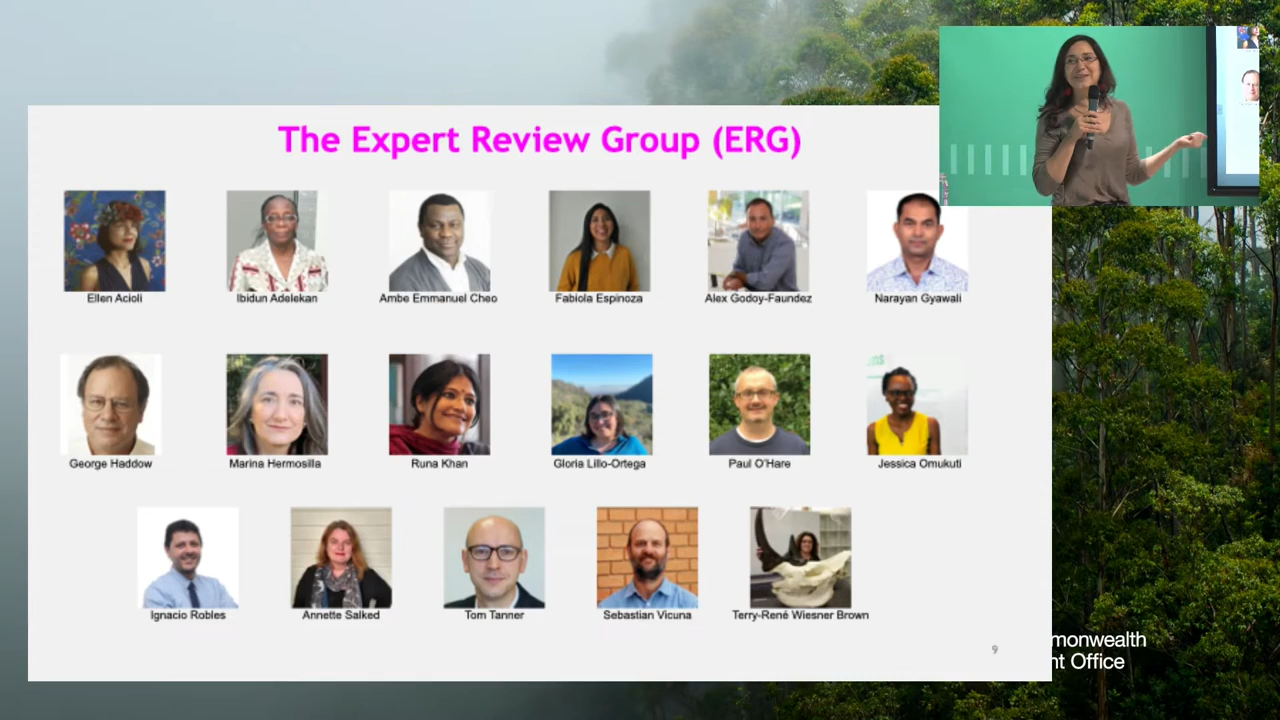 The Expert Review Group (ERG)
Ellen Acioli
Ibidun Adelekan
Ambe Emmanuel Cheo
Fabiola Espinoza
Alex Godoy-Faundez
Narayan Gyawali
George Haddow
Marina Hermosilla
Runa Khan
Gloria Lillo-Ortega
Paul O'Hare
Jessica Omukuti
Ignacio Robles
Annette Salked
Tom Tanner
Sebastian Vicuna
Terry-René Wiesner Brown
9
monwealth
nt Office